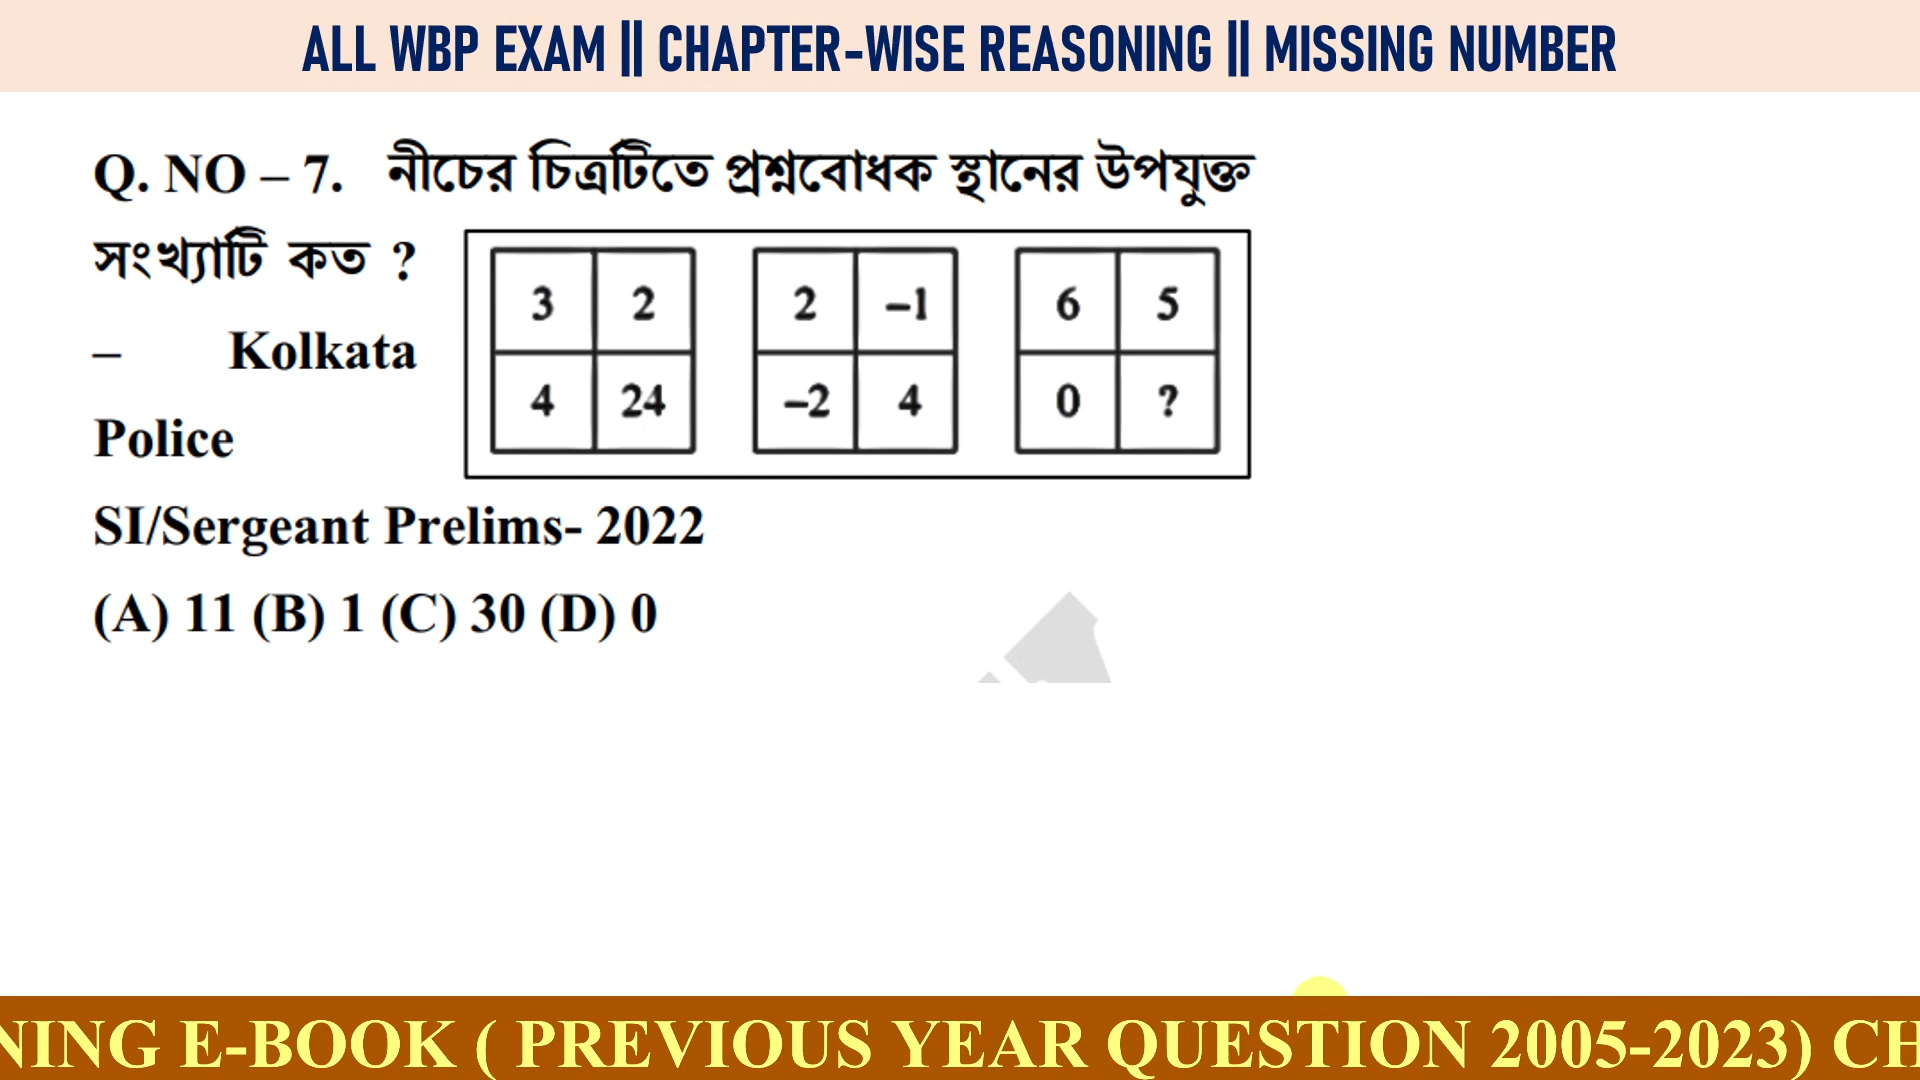 ALL WBP EXAM || CHAPTER-WISE REASONING || MISSING NUMBER
Q. NO – 7. নীচের চিত্রটিতে প্রশ্নবোধক স্থানের উপযুক্ত
সংখ্যাটি কত ?
– Kolkata
Police
3 2 2 –1 6 5
4 24 –2 4 0 ?
SI/Sergeant Prelims- 2022
(A) 11 (B) 1 (C) 30 (D) 0
NING E-BOOK ( PREVIOUS YEAR QUESTION 2005-2023) CH